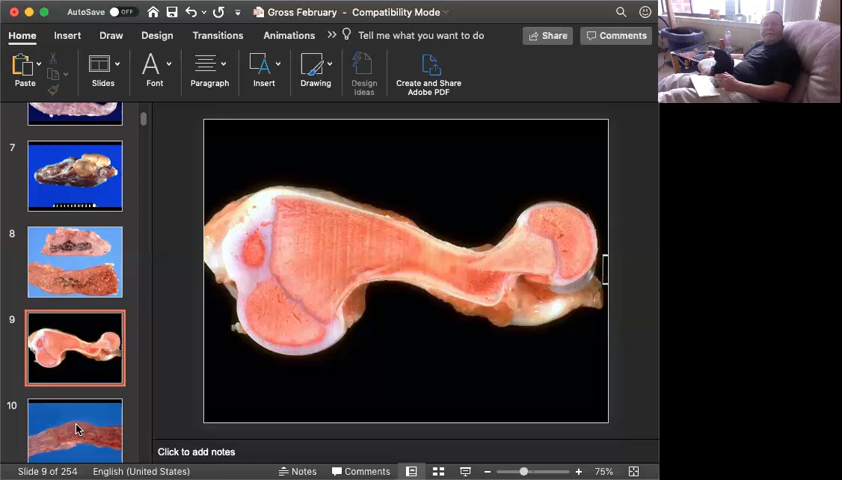 AutoSave OFF Gross February - Compatibility Mode
Home Insert Draw Design Transitions Animations Tell me what you want to do Share Comments
Paste Slides Font Paragraph Insert Drawing Design Ideas Create and Share Adobe PDF
7
8
9
10
Click to add notes
Slide 9 of 254 English (United States) Notes Comments 75%